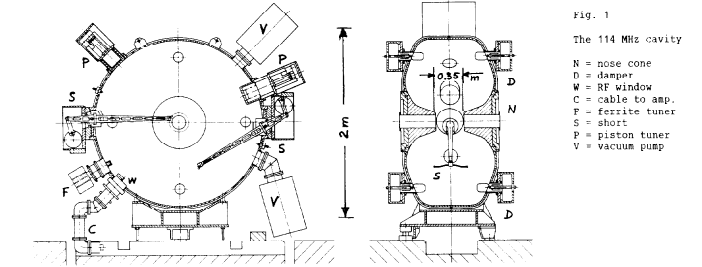 V
P
P
S
S
F
W
C
V
2m
0.35 m
D
N
S
D
Fig. 1
The 114 MHz cavity
N = nose cone
D = damper
W = RF window
C = cable to amp.
F = ferrite tuner
S = short
P = piston tuner
V = vacuum pump